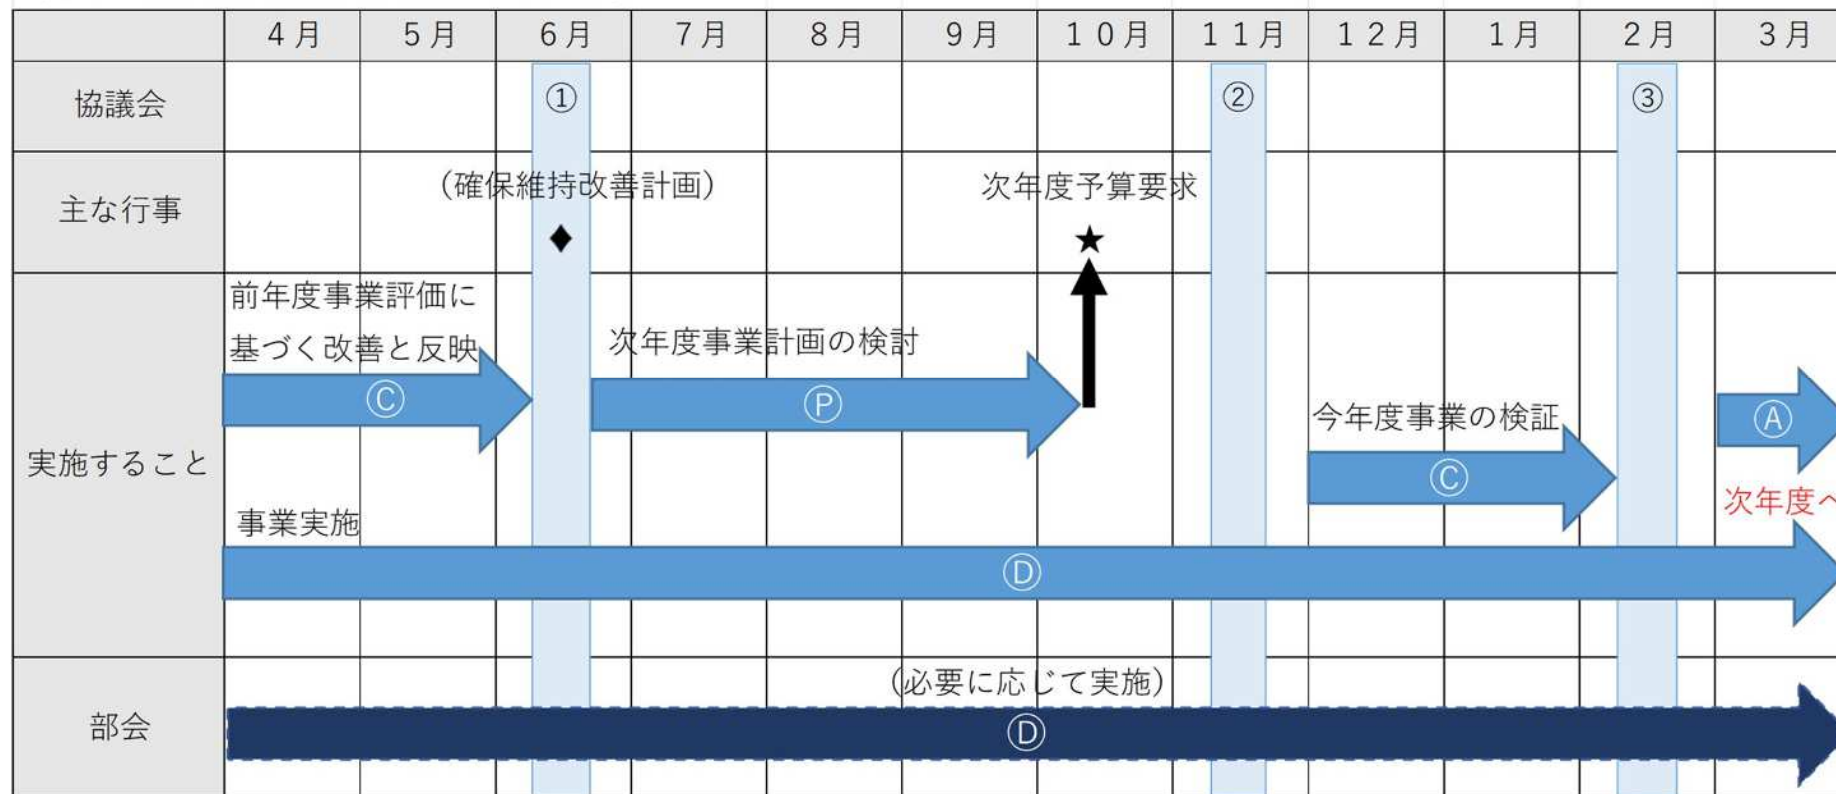 ４月 ５月 ６月 ７月 ８月 ９月 １０月 １１月 １２月 １月 ２月 ３月
協議会 ① ② ③
主な行事
（確保維持改善計画） 次年度予算要求
♦ ★
実施すること
前年度事業評価に
基づく改善と反映
次年度事業計画の検討
Ⓒ Ⓟ
今年度事業の検証
Ⓒ Ⓐ
次年度へ
事業実施
Ⓓ
部会
（必要に応じて実施）
Ⓓ